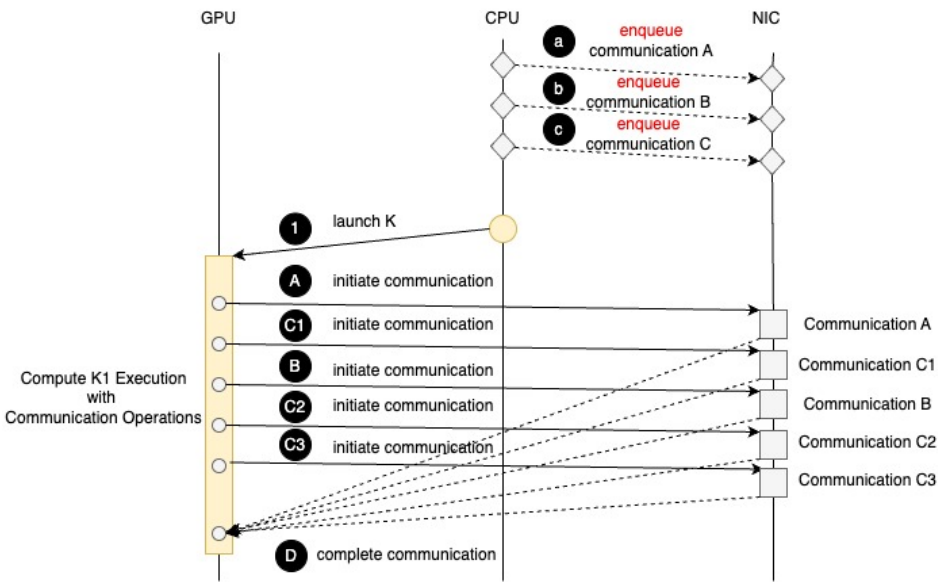 GPU
CPU
NIC
a
enqueue
communication A
b
enqueue
communication B
c
enqueue
communication C
1
launch K
A
initiate communication
C1
initiate communication
B
initiate communication
C2
initiate communication
C3
initiate communication
D
complete communication
Compute K1 Execution
with
Communication Operations
Communication A
Communication C1
Communication B
Communication C2
Communication C3